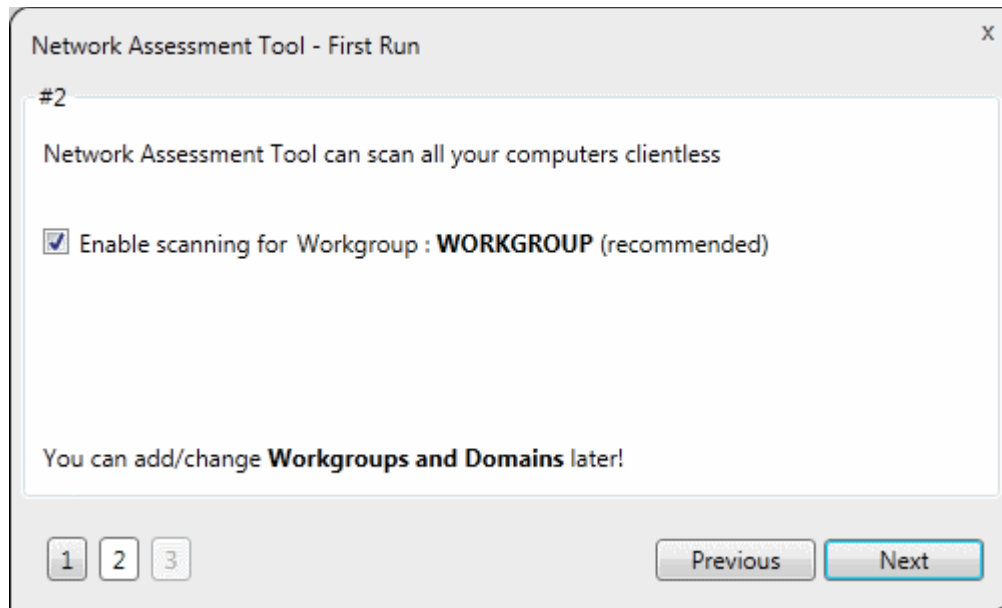 Network Assessment Tool - First Run
x
#2
Network Assessment Tool can scan all your computers clientless
Enable scanning for Workgroup : WORKGROUP (recommended)
You can add/change Workgroups and Domains later!
1 2 3 Previous Next